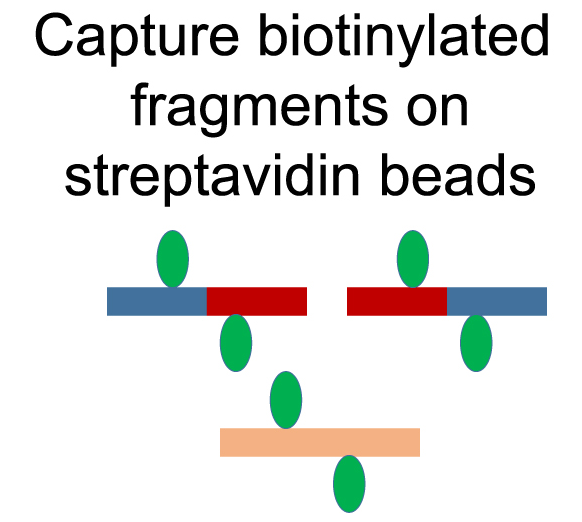 Capture biotinylated
fragments on
streptavidin beads